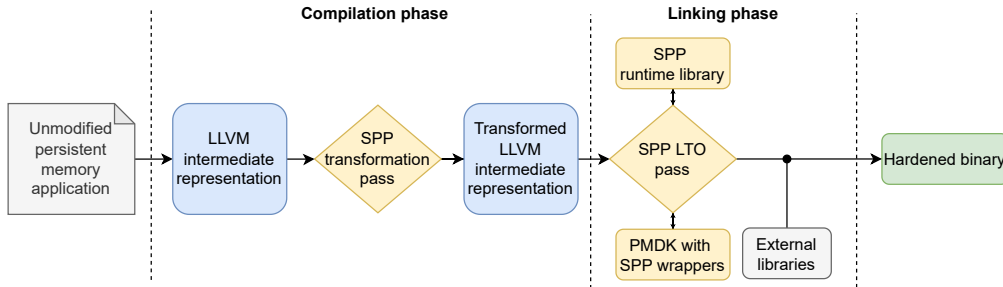 Compilation phase
Linking phase
Unmodified
persistent
memory
application
LLVM
intermediate
representation
SPP
transformation
pass
Transformed
LLVM
intermediate
representation
SPP
runtime library
SPP LTO
pass
PMDK with
SPP wrappers
External
libraries
Hardened binary